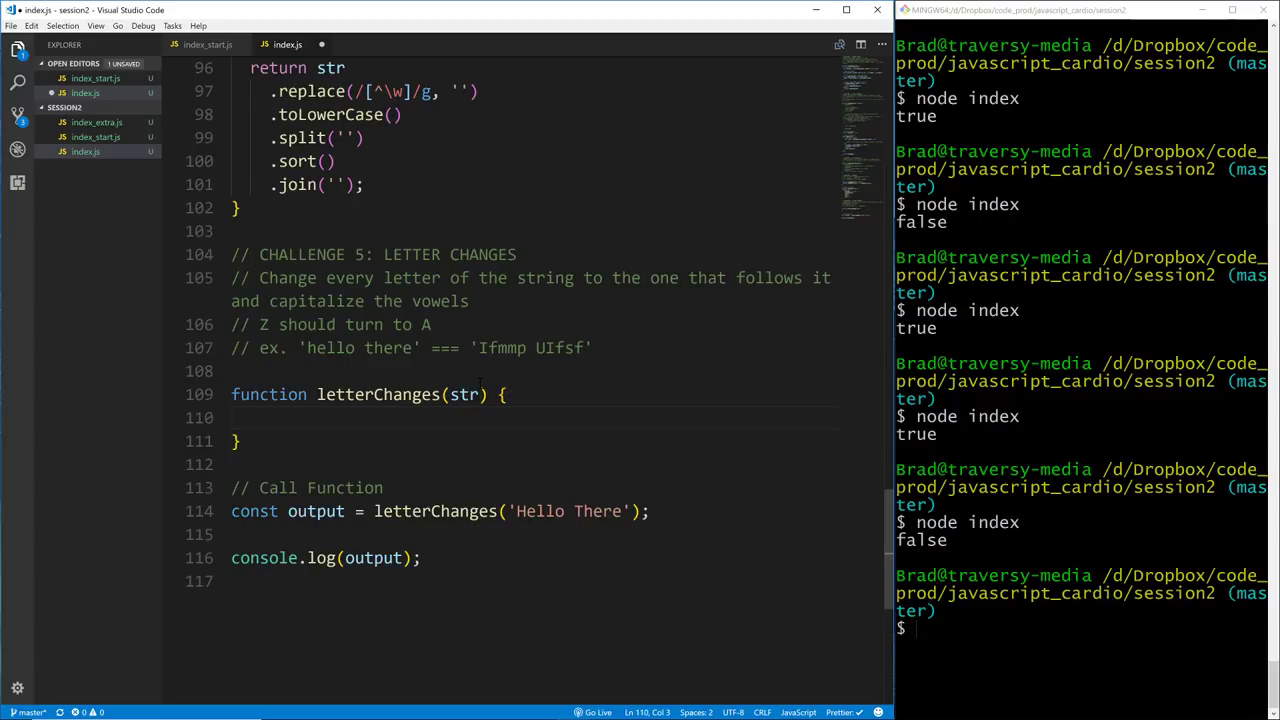 index.js - session2 - Visual Studio Code
File Edit Selection View Go Debug Tasks Help
EXPLORER
OPEN EDITORS 1 UNSAVED
index_start.js U
index.js U
SESSION2
index_extra.js U
index_start.js U
index.js U
1
3
index_start.js index.js
96 return str
97 .replace(/[^\w]/g, '')
98 .toLowerCase()
99 .split('')
100 .sort()
101 .join('');
102 }
103
104 // CHALLENGE 5: LETTER CHANGES
105 // Change every letter of the string to the one that follows it
and capitalize the vowels
106 // Z should turn to A
107 // ex. 'hello there' === 'Ifmmp UIfsf'
108
109 function letterChanges(str) {
110
111 }
112
113 // Call Function
114 const output = letterChanges('Hello There');
115
116 console.log(output);
117
master* 0 0 Go Live Ln 110, Col 3 Spaces: 2 UTF-8 CRLF JavaScript Prettier: ✓
MINGW64:/d/Dropbox/code_prod/javascript_cardio/session2
Brad@traversy-media /d/Dropbox/code_
prod/javascript_cardio/session2 (mas
ter)
$ node index
true
Brad@traversy-media /d/Dropbox/code_
prod/javascript_cardio/session2 (mas
ter)
$ node index
false
Brad@traversy-media /d/Dropbox/code_
prod/javascript_cardio/session2 (mas
ter)
$ node index
true
Brad@traversy-media /d/Dropbox/code_
prod/javascript_cardio/session2 (mas
ter)
$ node index
true
Brad@traversy-media /d/Dropbox/code_
prod/javascript_cardio/session2 (mas
ter)
$ node index
false
Brad@traversy-media /d/Dropbox/code_
prod/javascript_cardio/session2 (mas
ter)
$